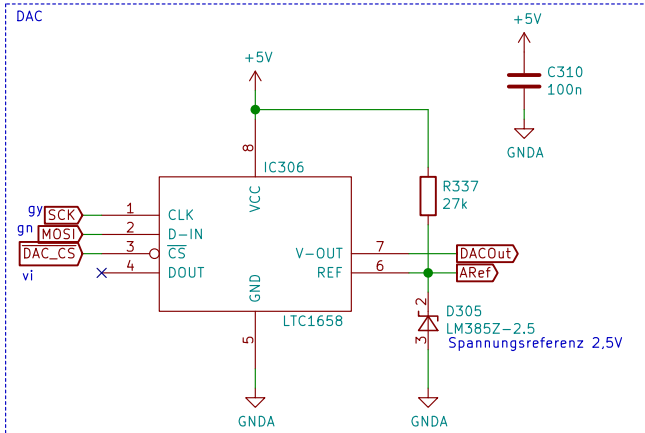 DAC
+5V
C310
100n
GNDA
+5V
8
IC306
VCC
R337
27k
gy SCK 1 CLK
gn MOSI 2 D-IN
DAC_CS 3 CS V-OUT 7 DACOut
vi 4 DOUT REF 6 ARef
GND
LTC1658
5
2
D305
LM385Z-2.5
3
Spannungsreferenz 2,5V
GNDA
GNDA